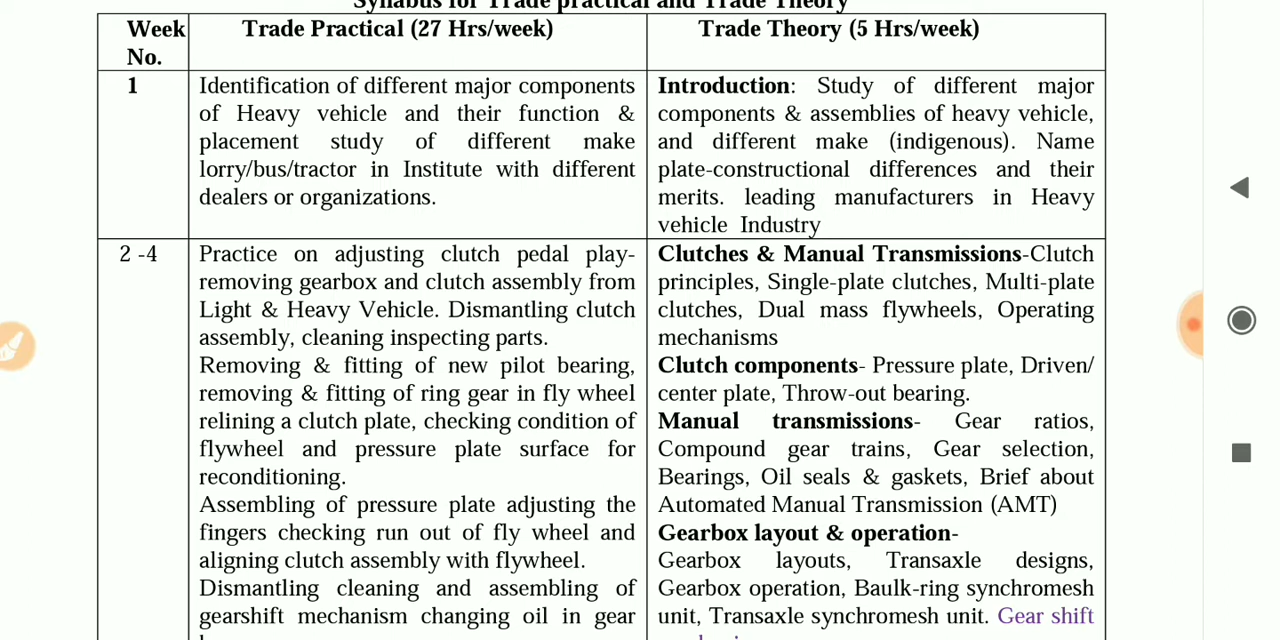 Syllabus for Trade practical and Trade Theory
Week No.
Trade Practical (27 Hrs/week)
Trade Theory (5 Hrs/week)
1
Identification of different major components
of Heavy vehicle and their function &
placement study of different make
lorry/bus/tractor in Institute with different
dealers or organizations.
Introduction: Study of different major
components & assemblies of heavy vehicle,
and different make (indigenous). Name
plate-constructional differences and their
merits. leading manufacturers in Heavy
vehicle Industry
2 -4
Practice on adjusting clutch pedal play-
removing gearbox and clutch assembly from
Light & Heavy Vehicle. Dismantling clutch
assembly, cleaning inspecting parts.
Removing & fitting of new pilot bearing,
removing & fitting of ring gear in fly wheel
relining a clutch plate, checking condition of
flywheel and pressure plate surface for
reconditioning.
Assembling of pressure plate adjusting the
fingers checking run out of fly wheel and
aligning clutch assembly with flywheel.
Dismantling cleaning and assembling of
gearshift mechanism changing oil in gear
Clutches & Manual Transmissions-Clutch
principles, Single-plate clutches, Multi-plate
clutches, Dual mass flywheels, Operating
mechanisms
Clutch components- Pressure plate, Driven/
center plate, Throw-out bearing.
Manual transmissions- Gear ratios,
Compound gear trains, Gear selection,
Bearings, Oil seals & gaskets, Brief about
Automated Manual Transmission (AMT)
Gearbox layout & operation-
Gearbox layouts, Transaxle designs,
Gearbox operation, Baulk-ring synchromesh
unit, Transaxle synchromesh unit. Gear shift